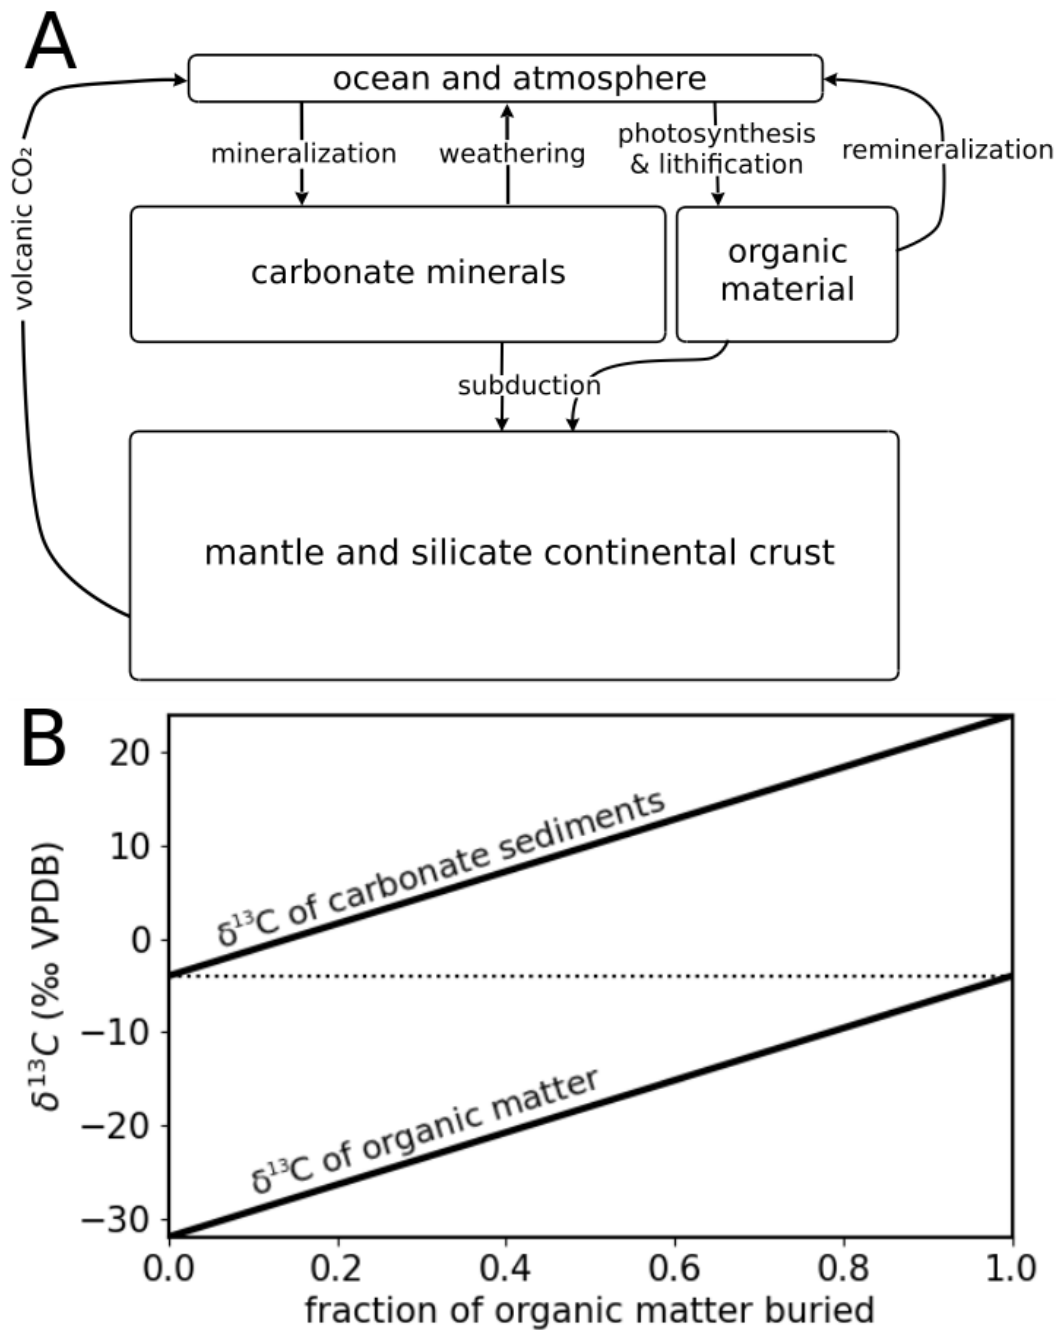 A
ocean and atmosphere
mineralization
weathering
photosynthesis
& lithification
remineralization
volcanic CO₂
carbonate minerals
organic
material
subduction
mantle and silicate continental crust
B
20
10
0
−10
−20
−30
δ¹³C (‰ VPDB)
δ¹³C of carbonate sediments
δ¹³C of organic matter
0.0 0.2 0.4 0.6 0.8 1.0
fraction of organic matter buried